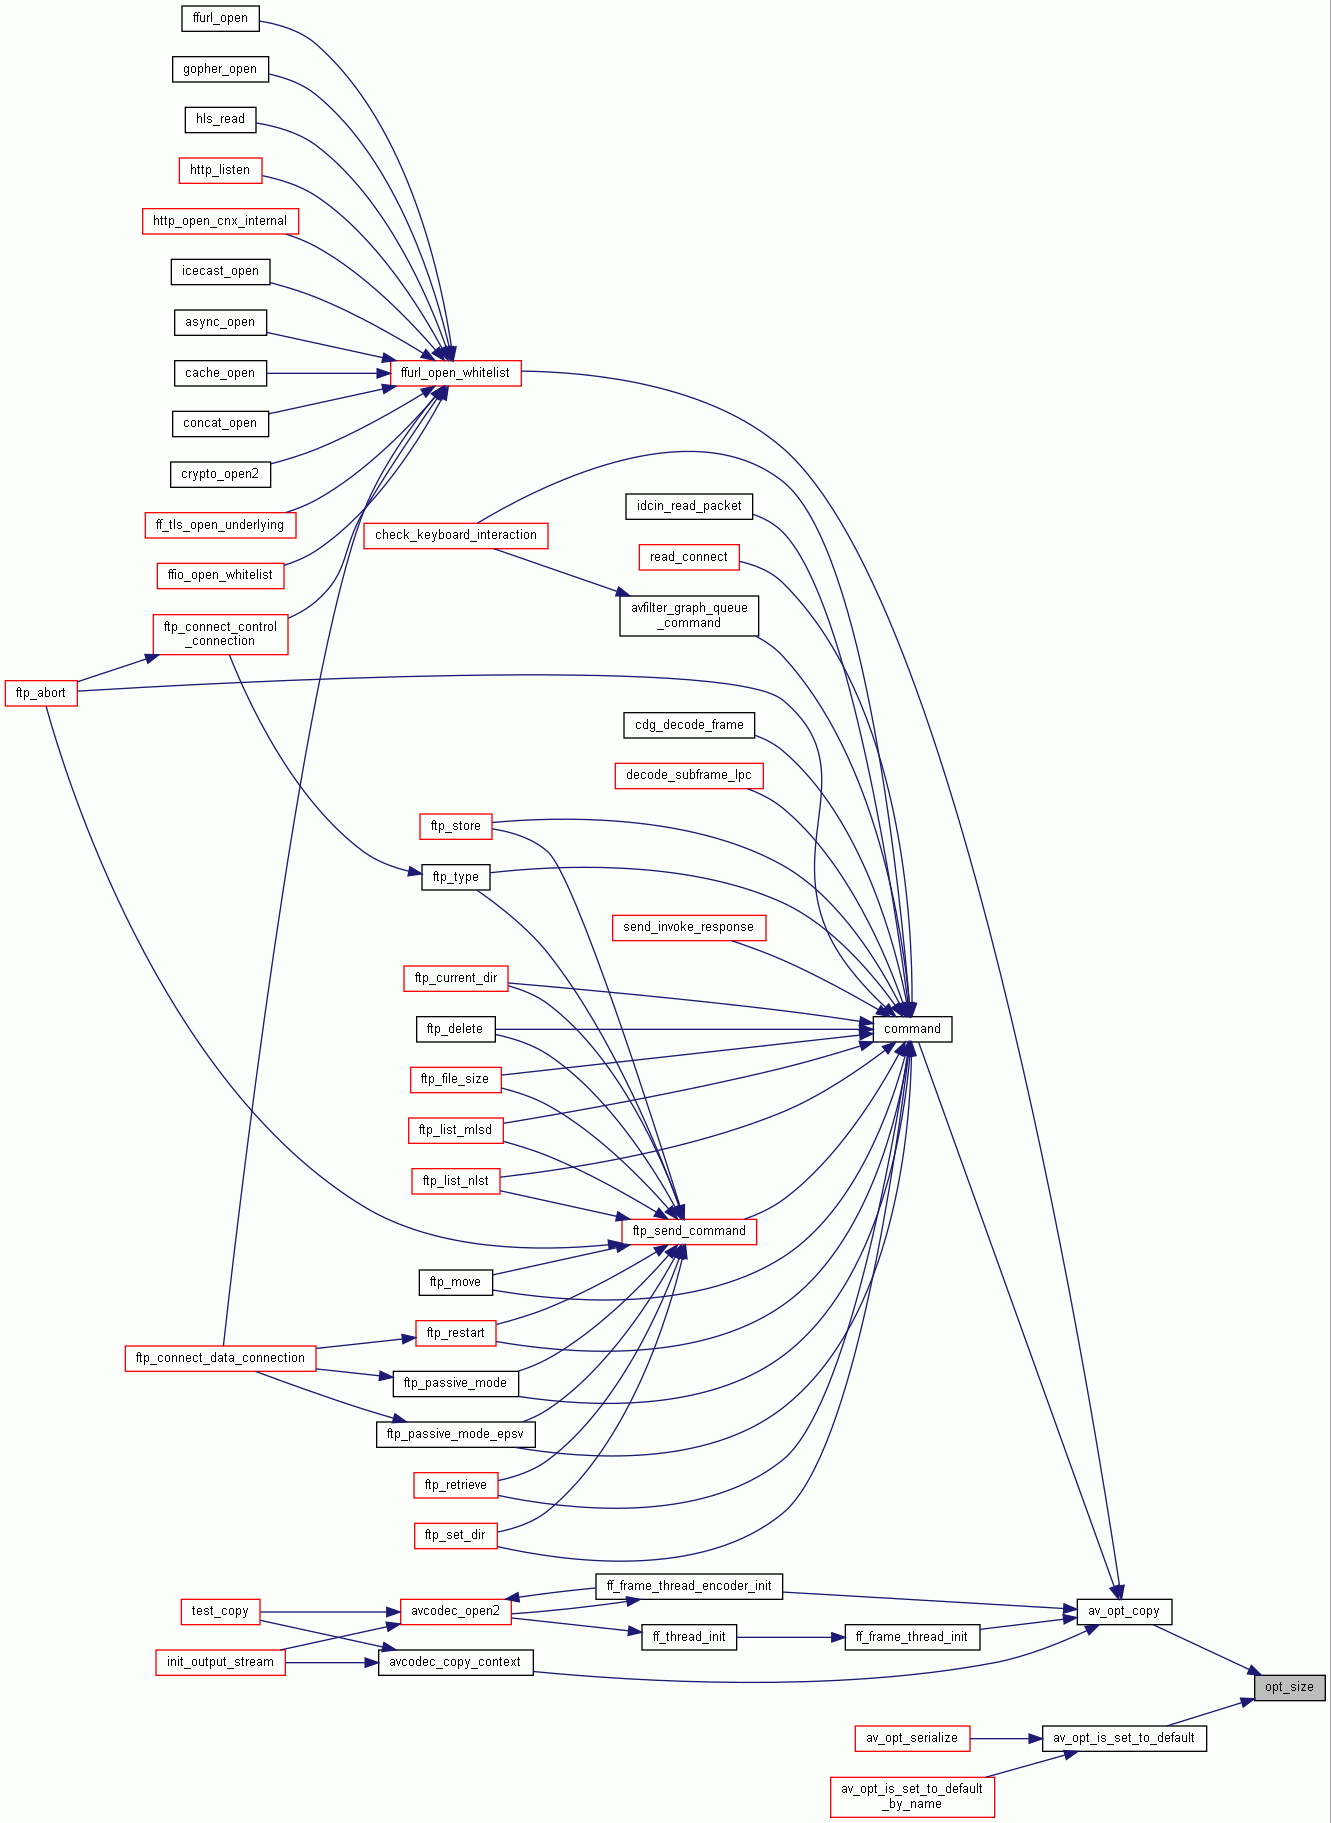 ffurl_open
gopher_open
hls_read
http_listen
http_open_cnx_internal
icecast_open
async_open
cache_open
ffurl_open_whitelist
concat_open
crypto_open2
idcin_read_packet
ff_tls_open_underlying
check_keyboard_interaction
read_connect
ffio_open_whitelist
avfilter_graph_queue
_command
ftp_connect_control
_connection
ftp_abort
cdg_decode_frame
decode_subframe_lpc
ftp_store
ftp_type
send_invoke_response
ftp_current_dir
ftp_delete
command
ftp_file_size
ftp_list_mlsd
ftp_list_nlst
ftp_send_command
ftp_move
ftp_restart
ftp_connect_data_connection
ftp_passive_mode
ftp_passive_mode_epsv
ftp_retrieve
ftp_set_dir
ff_frame_thread_encoder_init
test_copy
avcodec_open2
av_opt_copy
ff_thread_init
ff_frame_thread_init
init_output_stream
avcodec_copy_context
opt_size
av_opt_serialize
av_opt_is_set_to_default
av_opt_is_set_to_default
_by_name